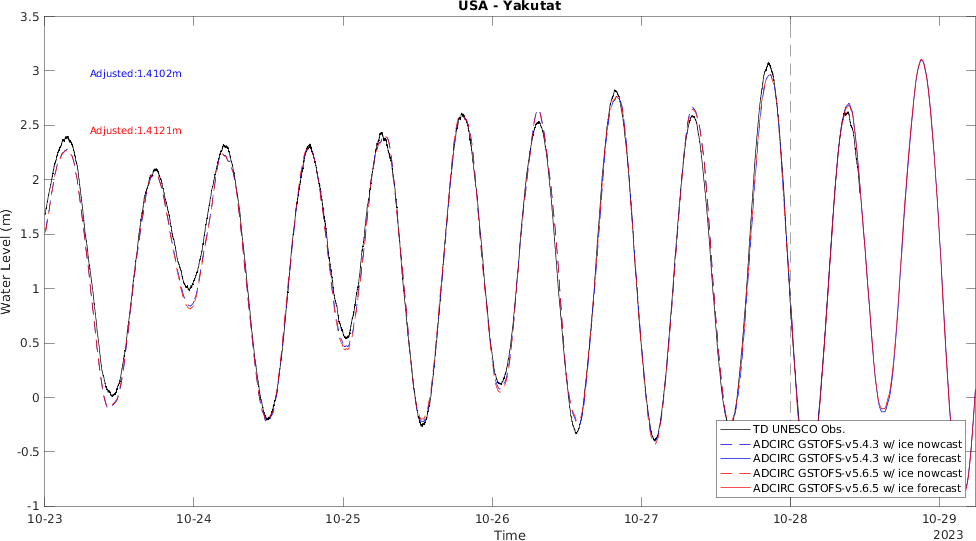 USA - Yakutat
3.5
3
2.5
2
1.5
1
0.5
0
-0.5
-1
Water Level (m)
Adjusted:1.4102m
Adjusted:1.4121m
TD UNESCO Obs.
ADCIRC GSTOFS-v5.4.3 w/ ice nowcast
ADCIRC GSTOFS-v5.4.3 w/ ice forecast
ADCIRC GSTOFS-v5.6.5 w/ ice nowcast
ADCIRC GSTOFS-v5.6.5 w/ ice forecast
10-23 10-24 10-25 10-26 10-27 10-28 10-29
Time
2023